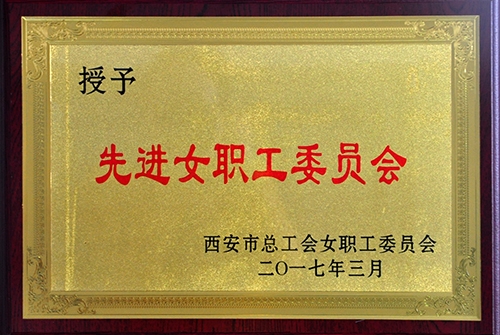 授予
先进女职工委员会
西安市总工会女职工委员会
二〇一七年三月